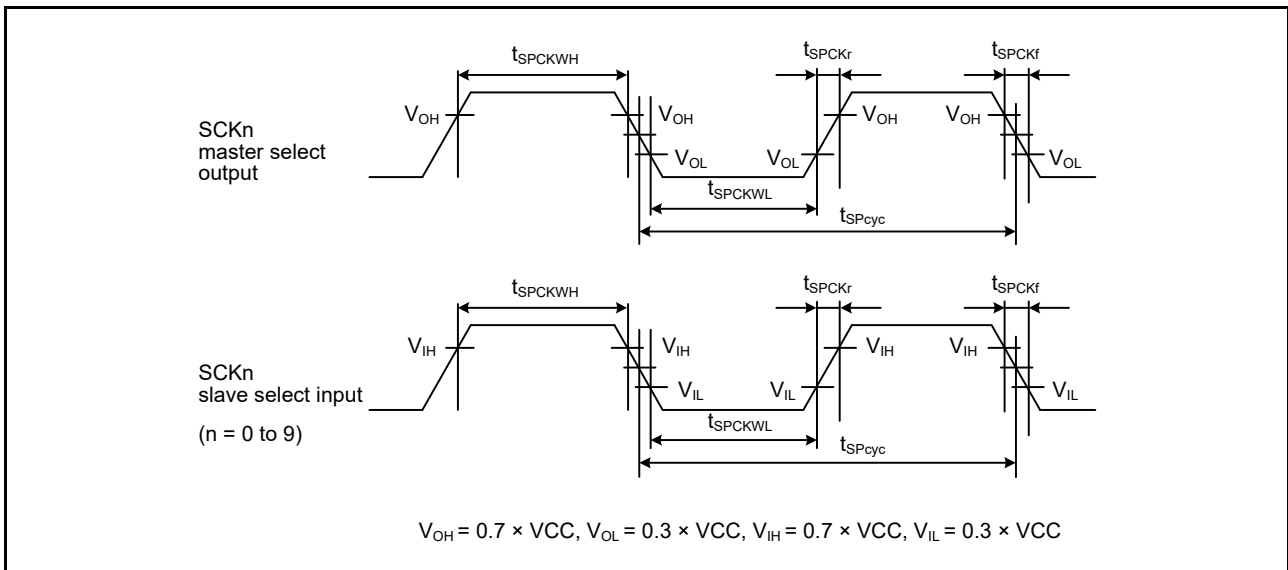 tSPCKWH
tSPCKr
tSPCKf
VOH
VOH
VOH
VOH
SCKn
master select
output
VOL
VOL
VOL
tSPCKWL
tSPcyc
tSPCKWH
tSPCKr
tSPCKf
VIH
VIH
VIH
VIH
SCKn
slave select input
(n = 0 to 9)
VIL
VIL
VIL
tSPCKWL
tSPcyc
VOH = 0.7 × VCC, VOL = 0.3 × VCC, VIH = 0.7 × VCC, VIL = 0.3 × VCC